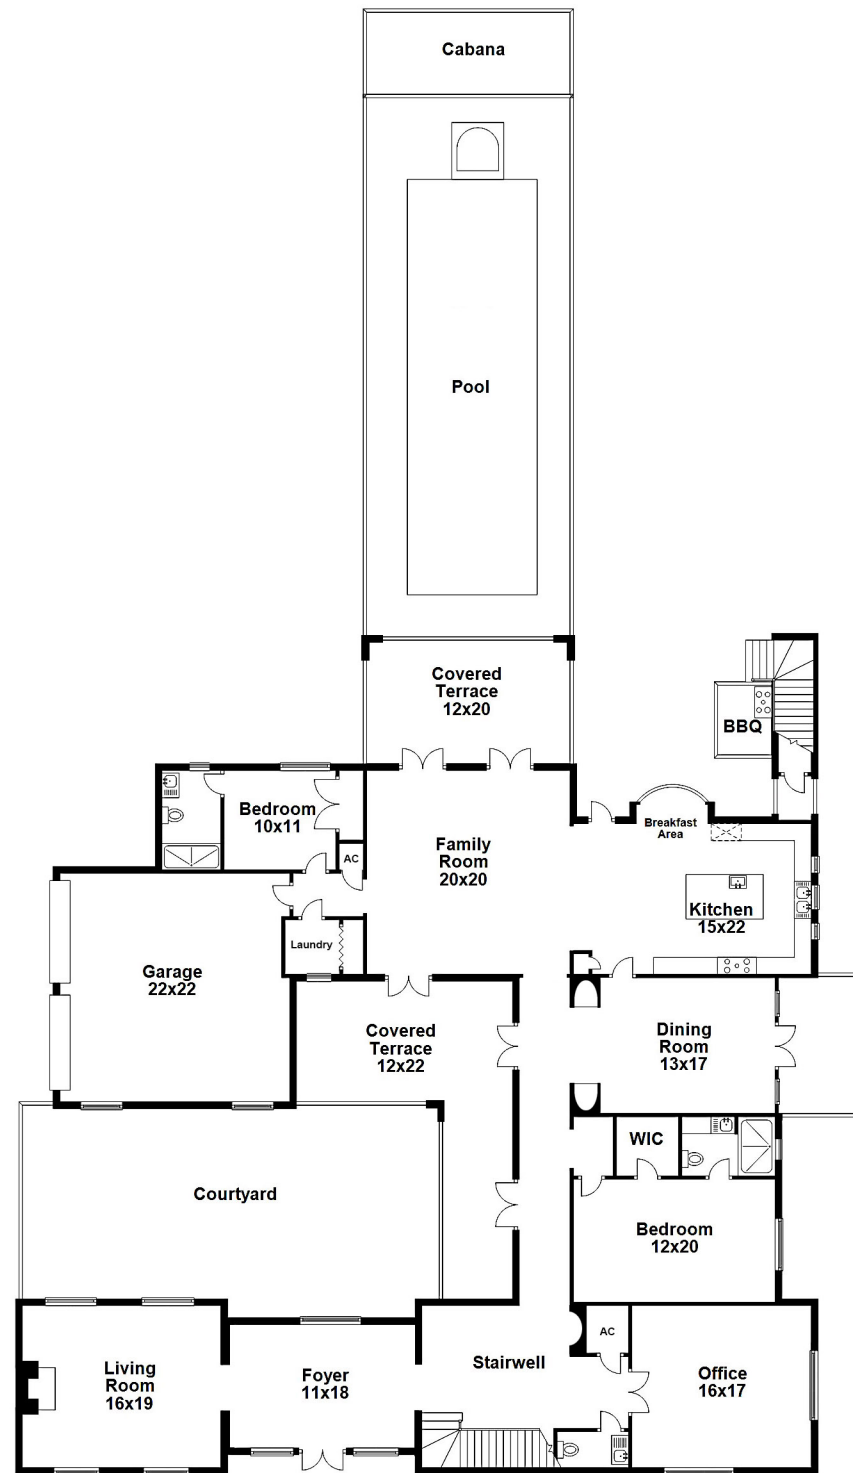 Cabana
Pool
Covered
Terrace
12x20
BBQ
Bedroom
10x11
Breakfast
Area
AC
Family
Room
20x20
Kitchen
15x22
Laundry
Garage
22x22
Covered
Terrace
12x22
Dining
Room
13x17
WIC
Courtyard
Bedroom
12x20
AC
Living
Room
16x19
Foyer
11x18
Stairwell
Office
16x17